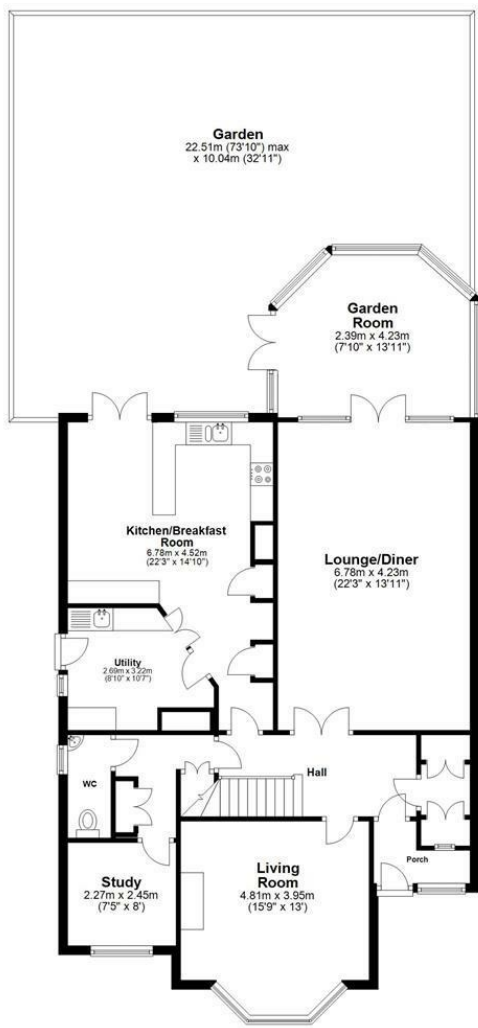 Garden
22.51m (73'10") max
x 10.04m (32'11")
Garden
Room
2.39m x 4.23m
(7'10" x 13'11")
Kitchen/Breakfast
Room
6.78m x 4.52m
(22'3" x 14'10")
Lounge/Diner
6.78m x 4.23m
(22'3" x 13'11")
Utility
2.69m x 3.22m
(8'10" x 10'7")
Hall
WC
Porch
Study
2.27m x 2.45m
(7'5" x 8')
Living
Room
4.81m x 3.95m
(15'9" x 13')